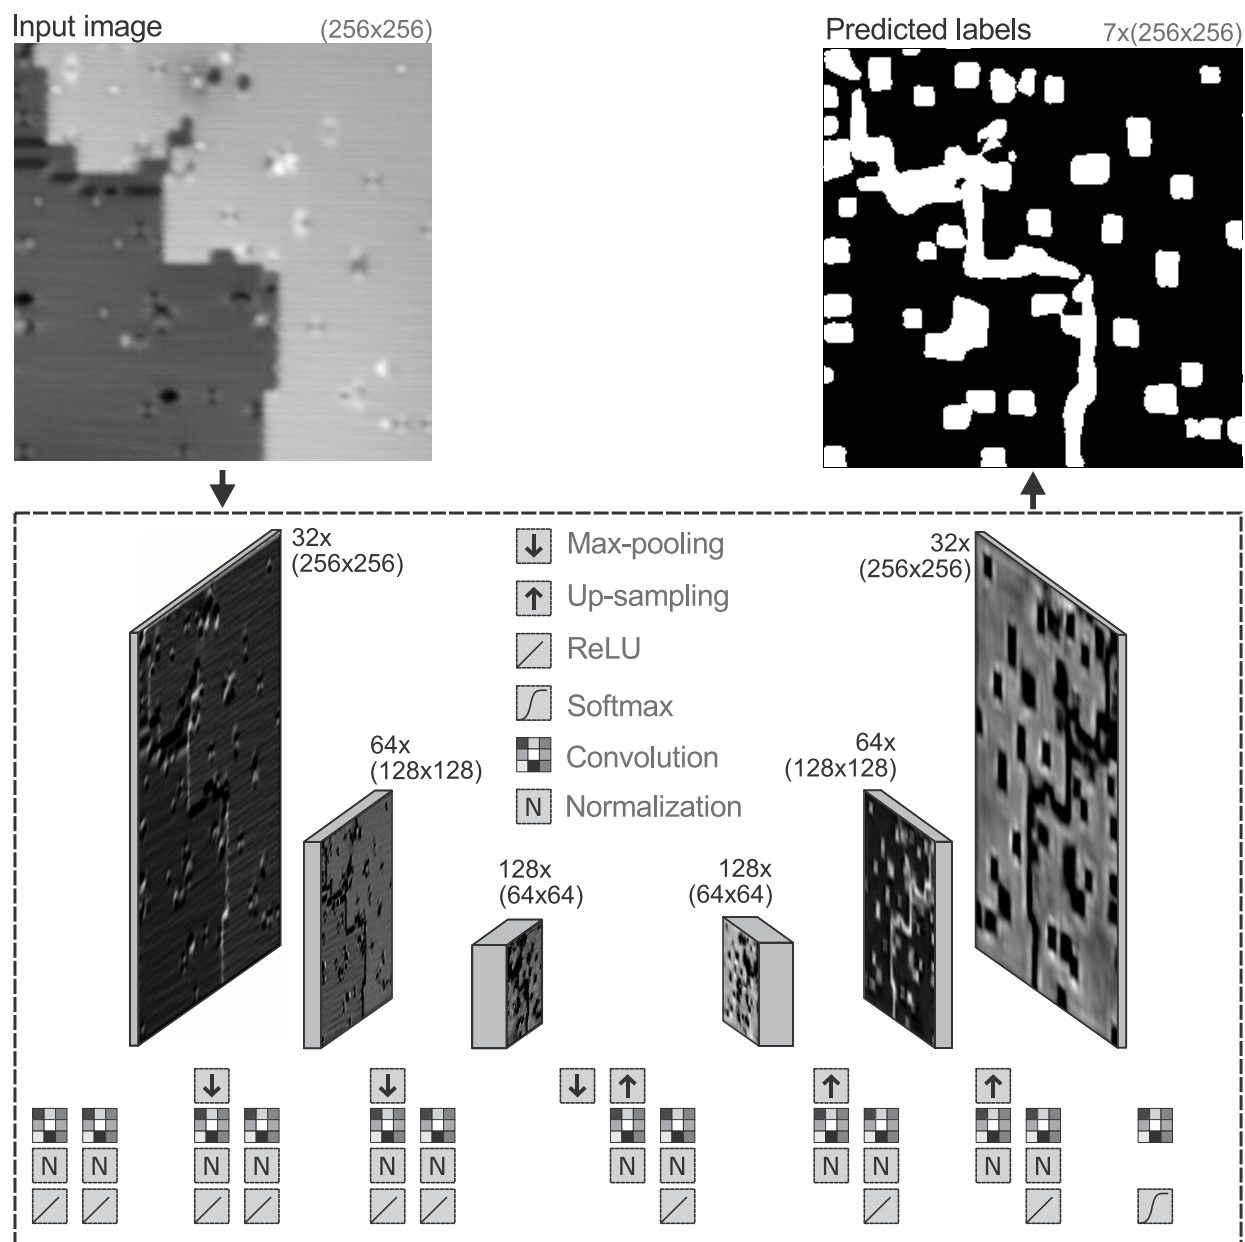 Input image (256x256)
Predicted labels 7x(256x256)
32x
(256x256)
Max-pooling
Up-sampling
ReLU
Softmax
Convolution
Normalization
32x
(256x256)
64x
(128x128)
64x
(128x128)
128x
(64x64)
128x
(64x64)
N N N N N N N N N N N N